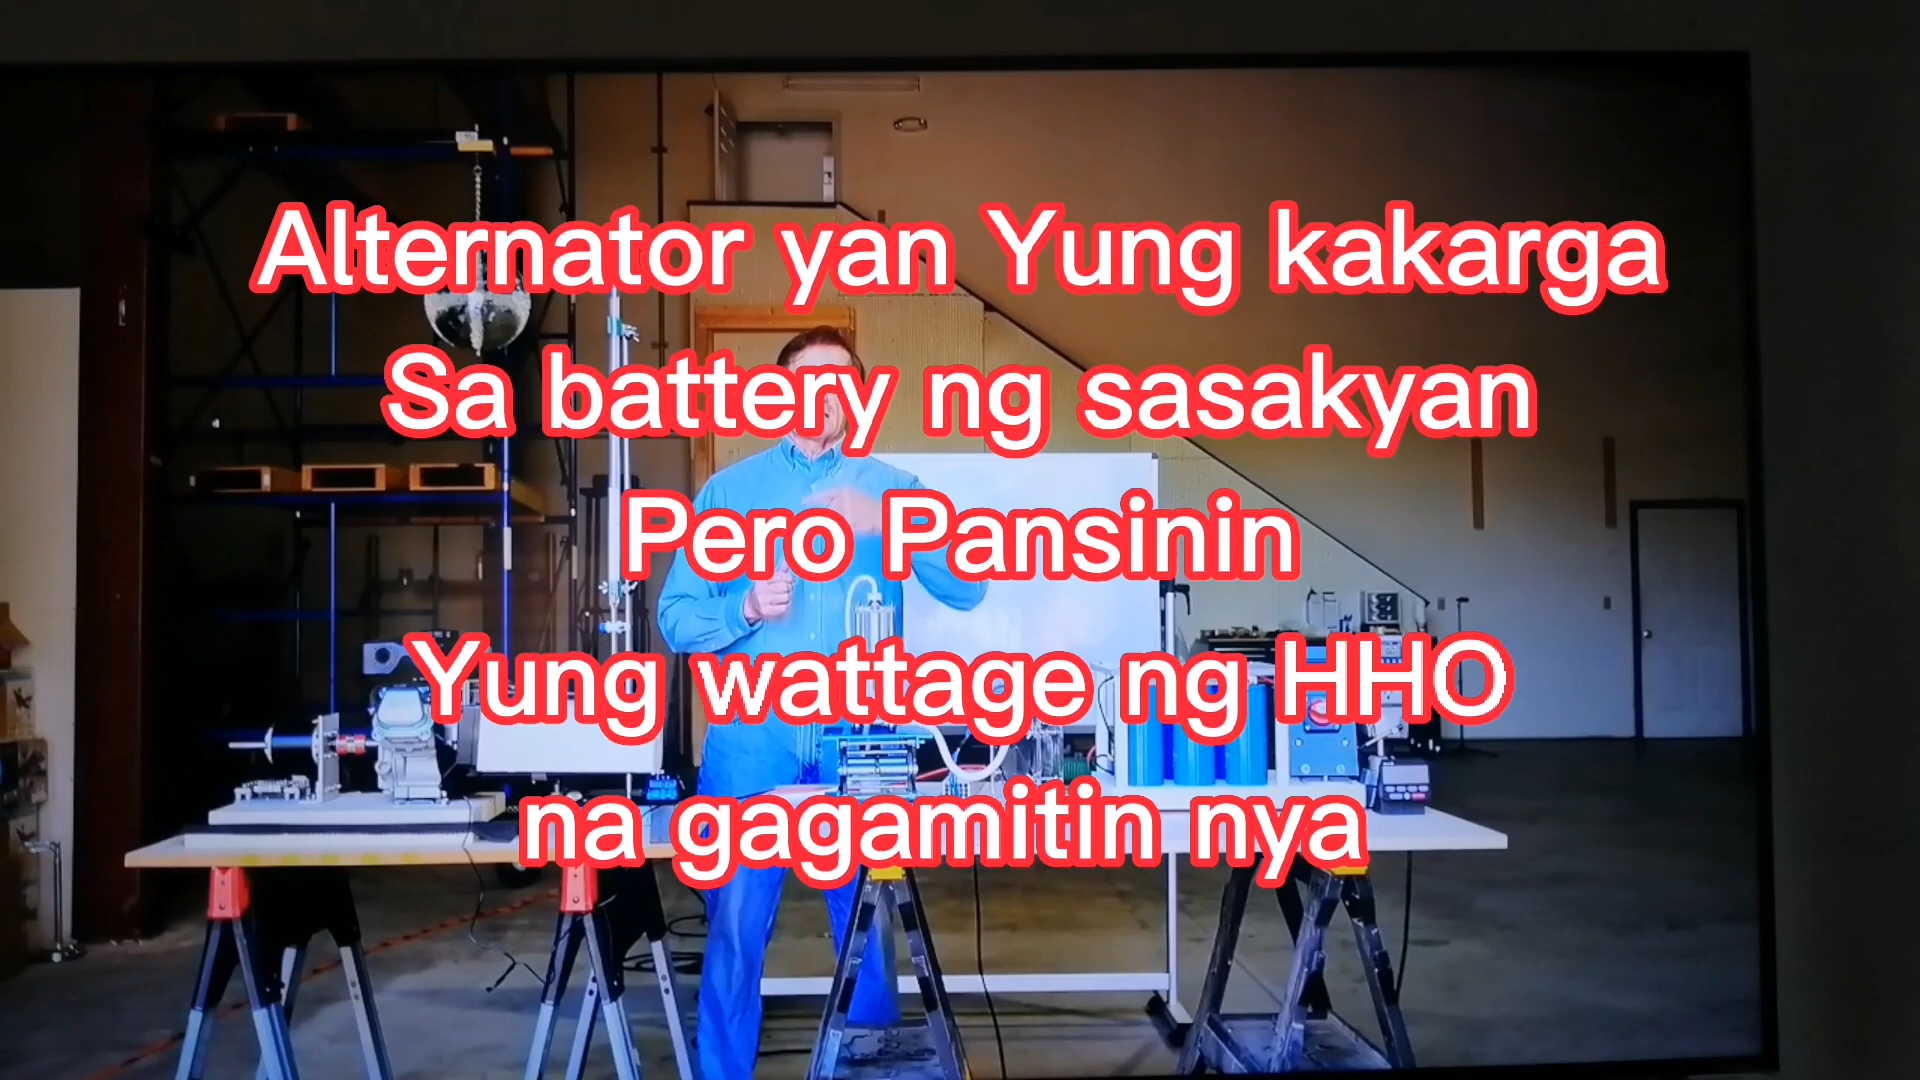 Alternator yan Yung kakarga
Sa battery ng sasakyan
Pero Pansinin
Yung wattage ng HHO
na gagamitin nya